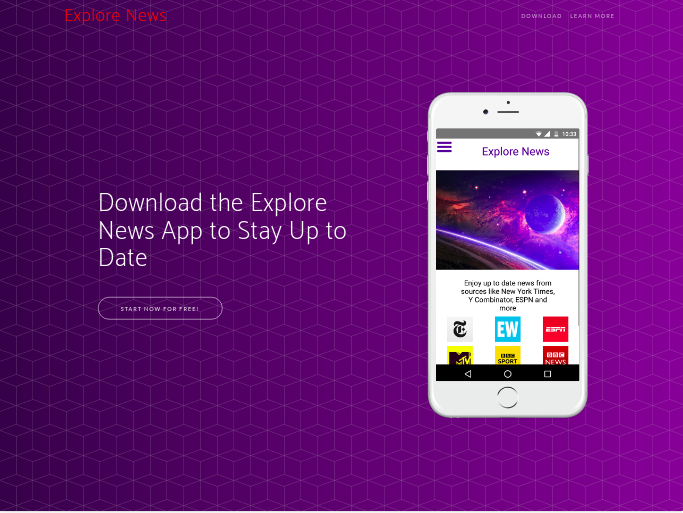 Explore News
DOWNLOAD LEARN MORE
Download the Explore
News App to Stay Up to
Date
START NOW FOR FREE!
10:33
Explore News
Enjoy up to date news from
sources like New York Times,
Y Combinator, ESPN and
more
T EW ESPN
MTV BBC SPORT BBC NEWS